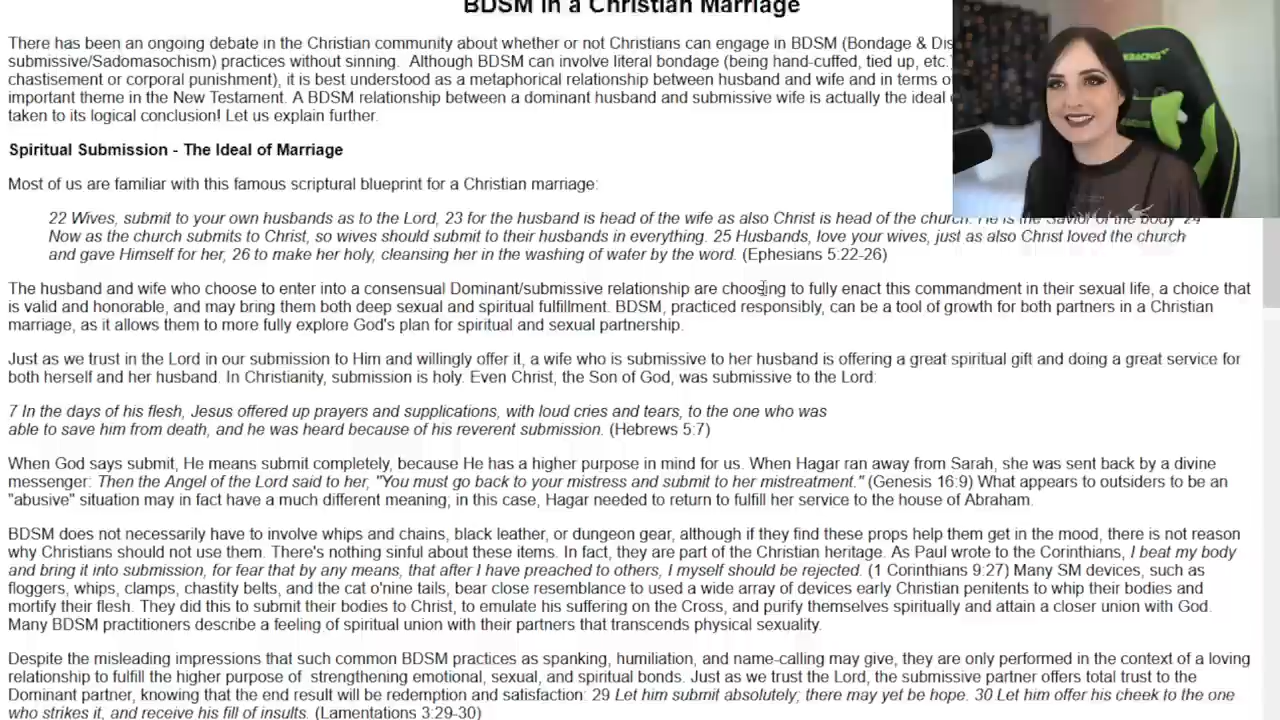 BDSM in a Christian Marriage
There has been an ongoing debate in the Christian community about whether or not Christians can engage in BDSM (Bondage & Dis
submissive/Sadomasochism) practices without sinning. Although BDSM can involve literal bondage (being hand-cuffed, tied up, etc.
chastisement or corporal punishment), it is best understood as a metaphorical relationship between husband and wife and in terms o
important theme in the New Testament. A BDSM relationship between a dominant husband and submissive wife is actually the ideal
taken to its logical conclusion! Let us explain further.
Spiritual Submission - The Ideal of Marriage
Most of us are familiar with this famous scriptural blueprint for a Christian marriage:
22 Wives, submit to your own husbands as to the Lord, 23 for the husband is head of the wife as also Christ is head of the church. He is the Savior of the body 24
Now as the church submits to Christ, so wives should submit to their husbands in everything. 25 Husbands, love your wives, just as also Christ loved the church
and gave Himself for her, 26 to make her holy, cleansing her in the washing of water by the word. (Ephesians 5:22-26)
The husband and wife who choose to enter into a consensual Dominant/submissive relationship are choosing to fully enact this commandment in their sexual life, a choice that
is valid and honorable, and may bring them both deep sexual and spiritual fulfillment. BDSM, practiced responsibly, can be a tool of growth for both partners in a Christian
marriage, as it allows them to more fully explore God's plan for spiritual and sexual partnership.
Just as we trust in the Lord in our submission to Him and willingly offer it, a wife who is submissive to her husband is offering a great spiritual gift and doing a great service for
both herself and her husband. In Christianity, submission is holy. Even Christ, the Son of God, was submissive to the Lord:
7 In the days of his flesh, Jesus offered up prayers and supplications, with loud cries and tears, to the one who was
able to save him from death, and he was heard because of his reverent submission. (Hebrews 5:7)
When God says submit, He means submit completely, because He has a higher purpose in mind for us. When Hagar ran away from Sarah, she was sent back by a divine
messenger: Then the Angel of the Lord said to her, "You must go back to your mistress and submit to her mistreatment." (Genesis 16:9) What appears to outsiders to be an
"abusive" situation may in fact have a much different meaning; in this case, Hagar needed to return to fulfill her service to the house of Abraham.
BDSM does not necessarily have to involve whips and chains, black leather, or dungeon gear, although if they find these props help them get in the mood, there is not reason
why Christians should not use them. There's nothing sinful about these items. In fact, they are part of the Christian heritage. As Paul wrote to the Corinthians, I beat my body
and bring it into submission, for fear that by any means, that after I have preached to others, I myself should be rejected. (1 Corinthians 9:27) Many SM devices, such as
floggers, whips, clamps, chastity belts, and the cat o'nine tails, bear close resemblance to used a wide array of devices early Christian penitents to whip their bodies and
mortify their flesh. They did this to submit their bodies to Christ, to emulate his suffering on the Cross, and purify themselves spiritually and attain a closer union with God.
Many BDSM practitioners describe a feeling of spiritual union with their partners that transcends physical sexuality.
Despite the misleading impressions that such common BDSM practices as spanking, humiliation, and name-calling may give, they are only performed in the context of a loving
relationship to fulfill the higher purpose of strengthening emotional, sexual, and spiritual bonds. Just as we trust the Lord, the submissive partner offers total trust to the
Dominant partner, knowing that the end result will be redemption and satisfaction: 29 Let him submit absolutely; there may yet be hope. 30 Let him offer his cheek to the one
who strikes it, and receive his fill of insults. (Lamentations 3:29-30)